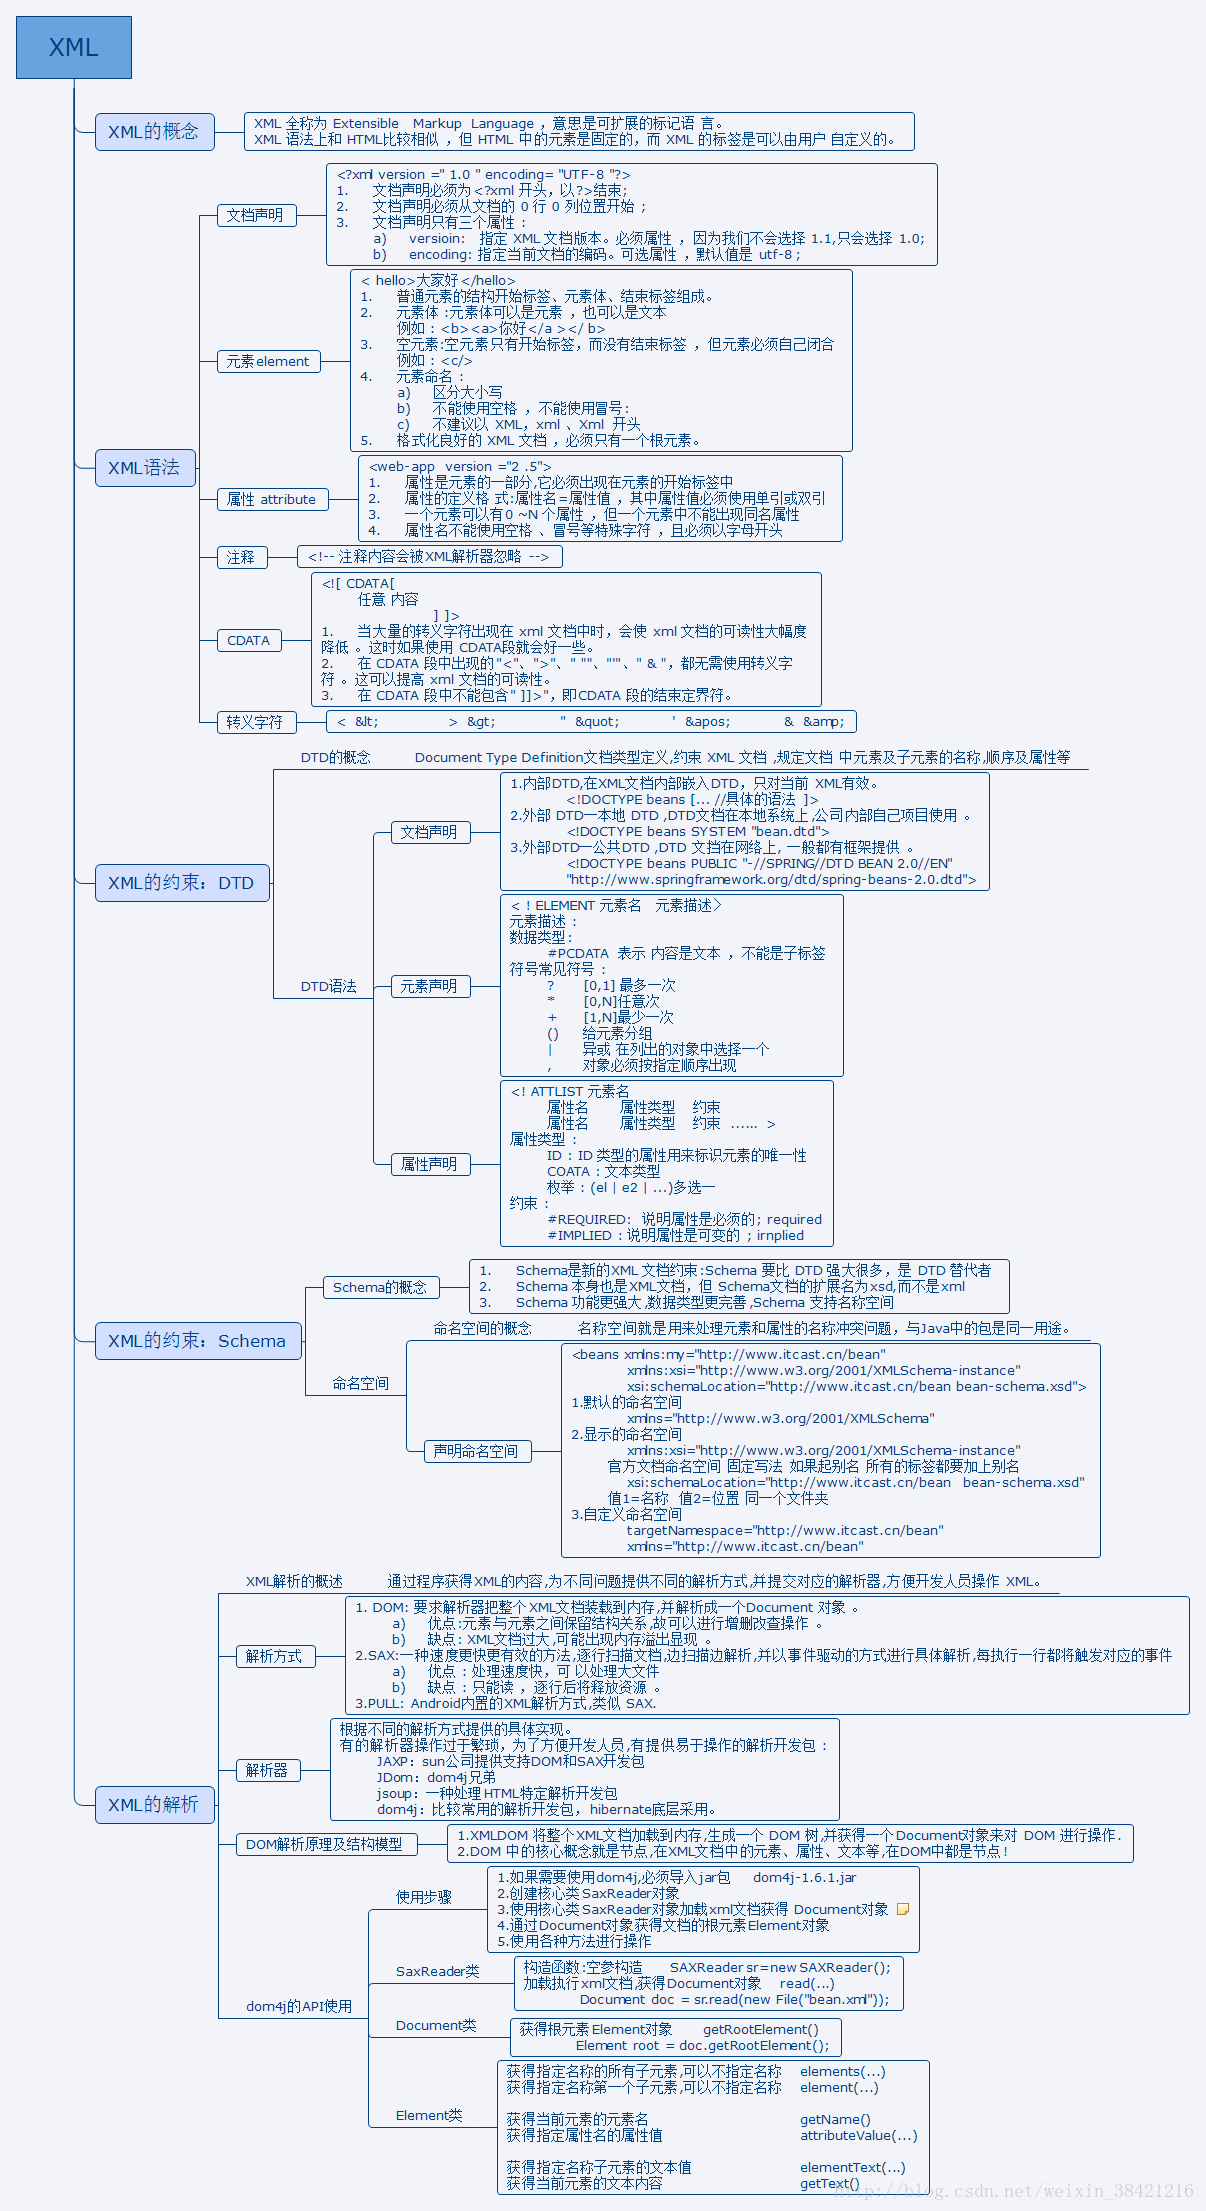 XML
XML的概念
XML 全称为 Extensible Markup Language ，意思是可扩展的标记语 言。
XML 语法上和 HTML比较相似 ，但 HTML 中的元素是固定的，而 XML 的标签是可以由用户 自定义的。
XML语法
文档声明
<?xml version =" 1.0 " encoding= "UTF-8 "?>
1. 文档声明必须为<?xml 开头，以?>结束;
2. 文档声明必须从文档的 0 行 0 列位置开始 ;
3. 文档声明只有三个属性 :
a) versioin: 指定 XML 文档版本。必须属性 ，因为我们不会选择 1.1,只会选择 1.0;
b) encoding: 指定当前文档的编码。可选属性 ，默认值是 utf-8 ;
元素element
< hello>大家好</hello>
1. 普通元素的结构开始标签、元素体、结束标签组成。
2. 元素体 :元素体可以是元素 ，也可以是文本
例如 : <b><a>你好</a ></ b>
3. 空元素:空元素只有开始标签，而没有结束标签 ，但元素必须自己闭合
例如 : <c/>
4. 元素命名 :
a) 区分大小写
b) 不能使用空格 ，不能使用冒号:
c) 不建议以 XML，xml 、Xml 开头
5. 格式化良好的 XML 文档 ，必须只有一个根元素。
属性 attribute
<web-app version ="2 .5">
1. 属性是元素的一部分,它必须出现在元素的开始标签中
2. 属性的定义格 式:属性名=属性值 ，其中属性值必须使用单引或双引
3. 一个元素可以有0 ~N 个属性 ，但一个元素中不能出现同名属性
4. 属性名不能使用空格 、冒号等特殊字符 ，且必须以字母开头
注释
<!-- 注释内容会被XML解析器忽略 -->
CDATA
<![ CDATA[
任意 内容
] ]>
1. 当大量的转义字符出现在 xml 文档中时，会使 xml 文档的可读性大幅度
降低 。这时如果使用 CDATA段就会好一些。
2. 在 CDATA 段中出现的"<"、">"、" ""、"'"、" & "，都无需使用转义字
符 。这可以提高 xml 文档的可读性。
3. 在 CDATA 段中不能包含" ]]>"，即CDATA 段的结束定界符。
转义字符
< &lt; > &gt; " &quot; ' &apos; & &amp;
XML的约束：DTD
DTD的概念 Document Type Definition文档类型定义,约束 XML 文档 ,规定文档 中元素及子元素的名称,顺序及属性等
DTD语法
文档声明
1.内部DTD,在XML文档内部嵌入DTD，只对当前 XML有效。
<!DOCTYPE beans [... //具体的语法 ]>
2.外部 DTD—本地 DTD ,DTD文档在本地系统上,公司内部自己项目使用 。
<!DOCTYPE beans SYSTEM "bean.dtd">
3.外部DTD—公共DTD ,DTD 文档在网络上, 一般都有框架提供 。
<!DOCTYPE beans PUBLIC "-//SPRING//DTD BEAN 2.0//EN"
"http://www.springframework.org/dtd/spring-beans-2.0.dtd">
元素声明
< ! ELEMENT 元素名 元素描述〉
元素描述 :
数据类型:
#PCDATA 表示 内容是文本 ，不能是子标签
符号常见符号 :
? [0,1] 最多一次
* [0,N]任意次
+ [1,N]最少一次
() 给元素分组
| 异或 在列出的对象中选择一个
, 对象必须按指定顺序出现
属性声明
<! ATTLIST 元素名
属性名 属性类型 约束
属性名 属性类型 约束 ...... >
属性类型 :
ID : ID 类型的属性用来标识元素的唯一性
COATA : 文本类型
枚举 : (el | e2 | ...)多选一
约束 :
#REQUIRED: 说明属性是必须的; required
#IMPLIED : 说明属性是可变的 ; irnplied
XML的约束：Schema
Schema的概念
1. Schema是新的XML 文档约束:Schema 要比 DTD 强大很多，是 DTD 替代者
2. Schema 本身也是XML文档，但 Schema文档的扩展名为xsd,而不是xml
3. Schema 功能更强大,数据类型更完善,Schema 支持名称空间
命名空间
命名空间的概念 名称空间就是用来处理元素和属性的名称冲突问题，与Java中的包是同一用途。
声明命名空间
<beans xmlns:my="http://www.itcast.cn/bean"
xmlns:xsi="http://www.w3.org/2001/XMLSchema-instance"
xsi:schemaLocation="http://www.itcast.cn/bean bean-schema.xsd">
1.默认的命名空间
xmlns="http://www.w3.org/2001/XMLSchema"
2.显示的命名空间
xmlns:xsi="http://www.w3.org/2001/XMLSchema-instance"
官方文档命名空间 固定写法 如果起别名 所有的标签都要加上别名
xsi:schemaLocation="http://www.itcast.cn/bean bean-schema.xsd"
值1=名称 值2=位置 同一个文件夹
3.自定义命名空间
targetNamespace="http://www.itcast.cn/bean"
xmlns="http://www.itcast.cn/bean"
XML的解析
XML解析的概述 通过程序获得XML的内容,为不同问题提供不同的解析方式,并提交对应的解析器,方便开发人员操作 XML。
解析方式
1. DOM: 要求解析器把整个XML文档装载到内存,并解析成一个Document 对象 。
a) 优点:元素与元素之间保留结构关系,故可以进行增删改查操作 。
b) 缺点: XML文档过大,可能出现内存溢出显现 。
2.SAX:一种速度更快更有效的方法,逐行扫描文档,边扫描边解析,并以事件驱动的方式进行具体解析,每执行一行都将触发对应的事件
a) 优点 : 处理速度快，可 以处理大文件
b) 缺点 : 只能读 ，逐行后将释放资源 。
3.PULL: Android内置的XML解析方式,类似 SAX.
解析器
根据不同的解析方式提供的具体实现。
有的解析器操作过于繁琐，为了方便开发人员,有提供易于操作的解析开发包 :
JAXP：sun公司提供支持DOM和SAX开发包
JDom：dom4j兄弟
jsoup：一种处理HTML特定解析开发包
dom4j：比较常用的解析开发包，hibernate底层采用。
DOM解析原理及结构模型
1.XMLDOM 将整个XML文档加载到内存,生成一个 DOM 树,并获得一个Document对象来对 DOM 进行操作.
2.DOM 中的核心概念就是节点,在XML文档中的元素、属性、文本等,在DOM中都是节点!
dom4j的API使用
使用步骤
1.如果需要使用dom4j,必须导入jar包 dom4j-1.6.1.jar
2.创建核心类SaxReader对象
3.使用核心类SaxReader对象加载xml文档获得 Document对象
4.通过Document对象获得文档的根元素Element对象
5.使用各种方法进行操作
SaxReader类
构造函数:空参构造 SAXReader sr=new SAXReader();
加载执行xml文档,获得Document对象 read(...)
Document doc = sr.read(new File("bean.xml"));
Document类
获得根元素Element对象 getRootElement()
Element root = doc.getRootElement();
Element类
获得指定名称的所有子元素,可以不指定名称 elements(...)
获得指定名称第一个子元素,可以不指定名称 element(...)
获得当前元素的元素名 getName()
获得指定属性名的属性值 attributeValue(...)
获得指定名称子元素的文本值 elementText(...)
获得当前元素的文本内容 getText()
http://blog.csdn.net/weixin_38421216